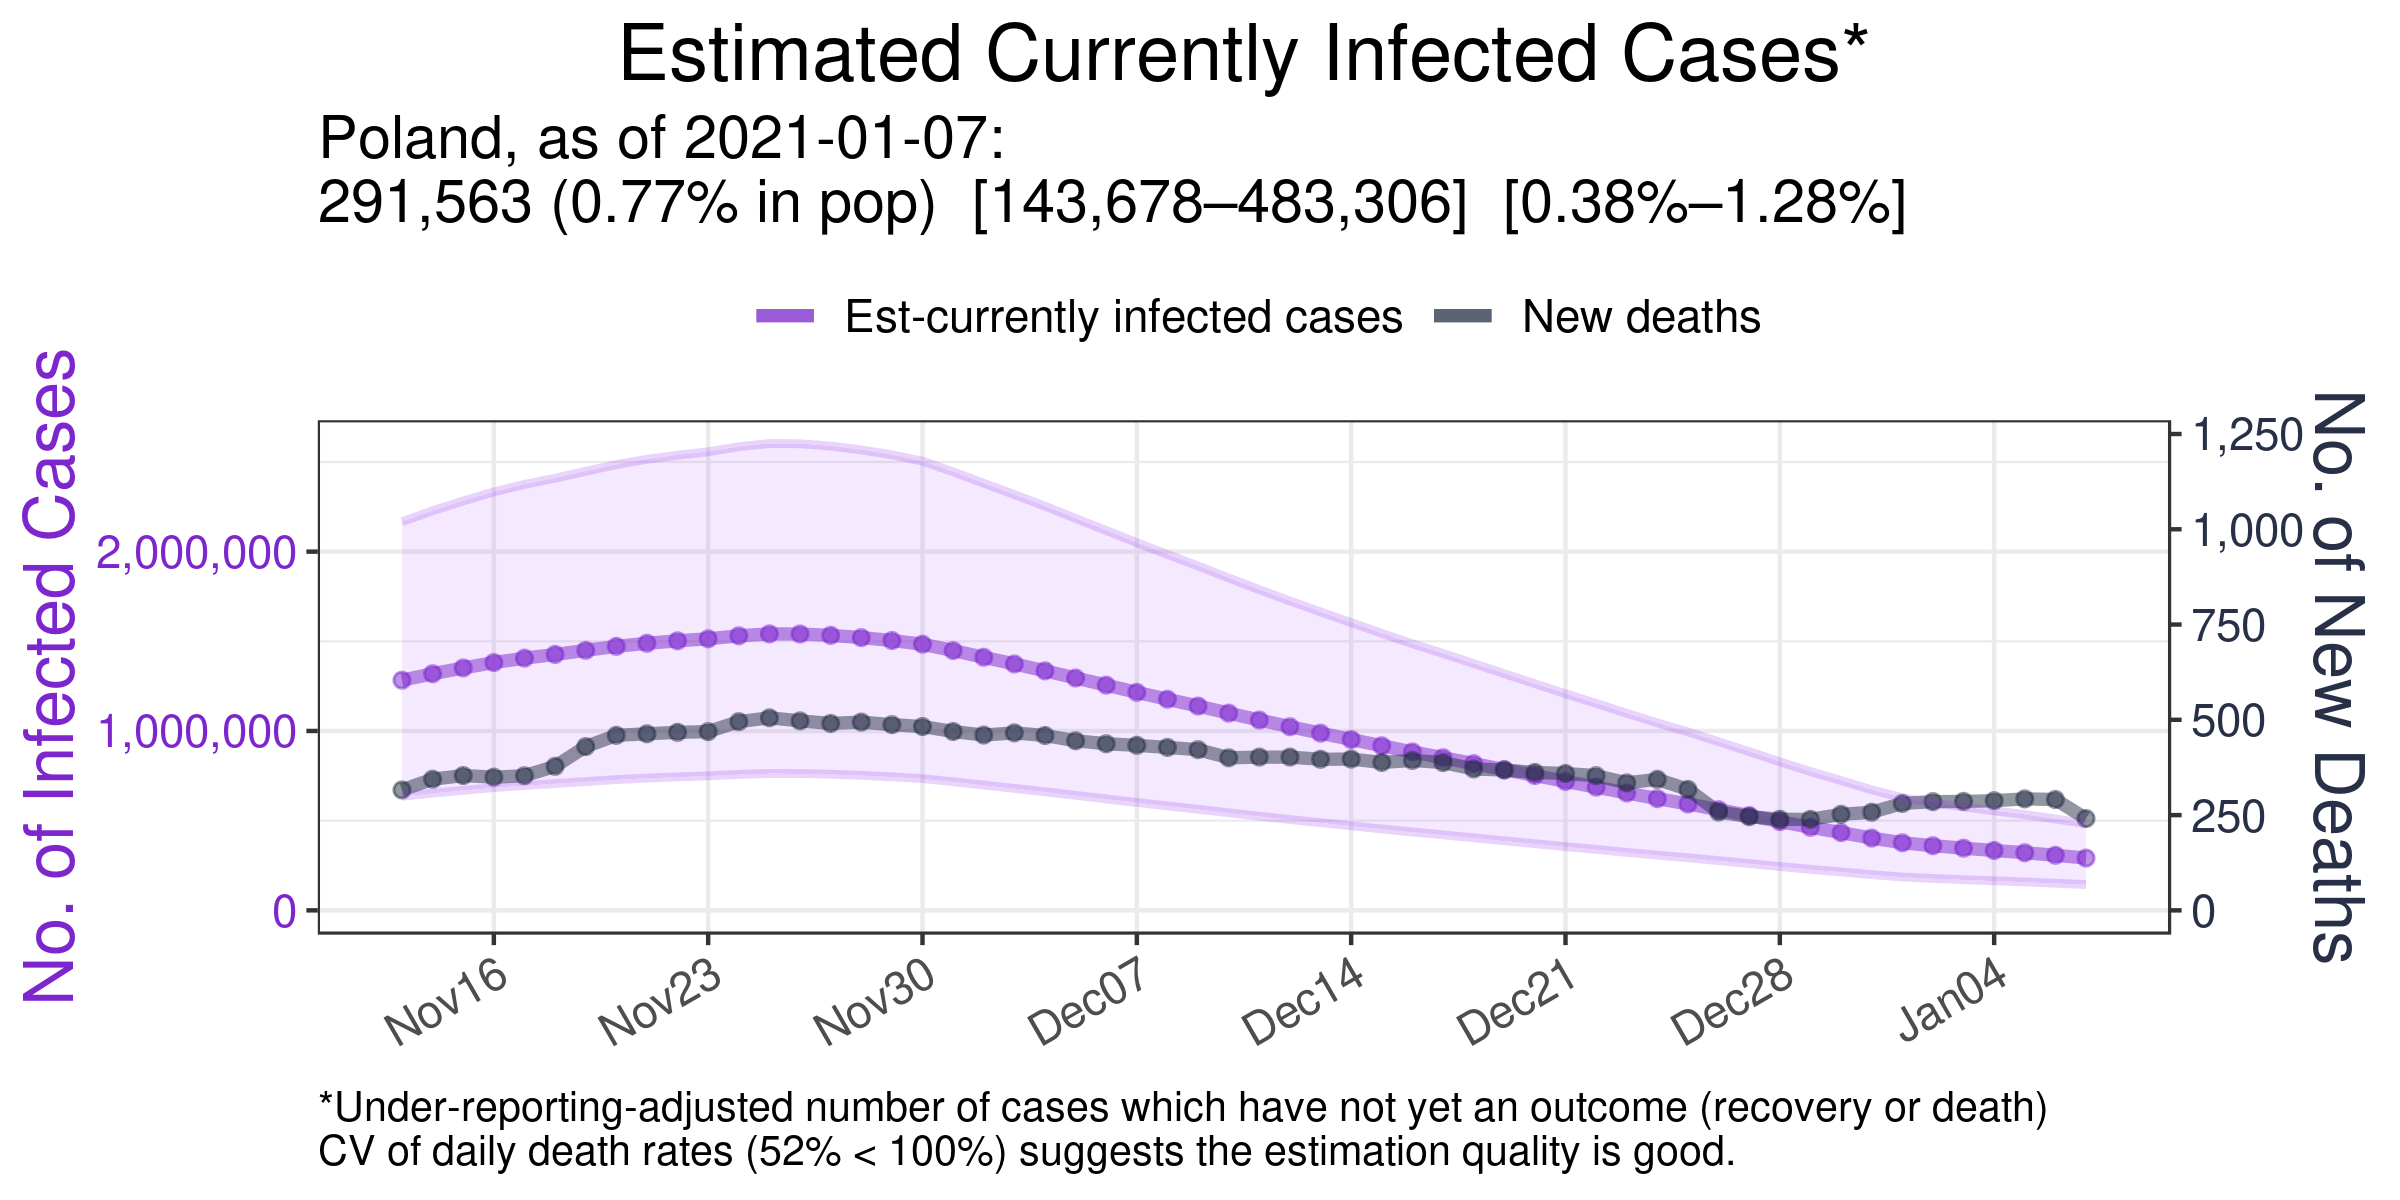 Estimated Currently Infected Cases*
Poland, as of 2021-01-07:
291,563 (0.77% in pop)  [143,678–483,306]  [0.38%–1.28%]
Est-currently infected cases
New deaths
No. of Infected Cases
2,000,000
1,000,000
0
1,250
1,000
750
500
250
0
No. of New Deaths
Nov16
Nov23
Nov30
Dec07
Dec14
Dec21
Dec28
Jan04
*Under-reporting-adjusted number of cases which have not yet an outcome (recovery or death)
CV of daily death rates (52% < 100%) suggests the estimation quality is good.